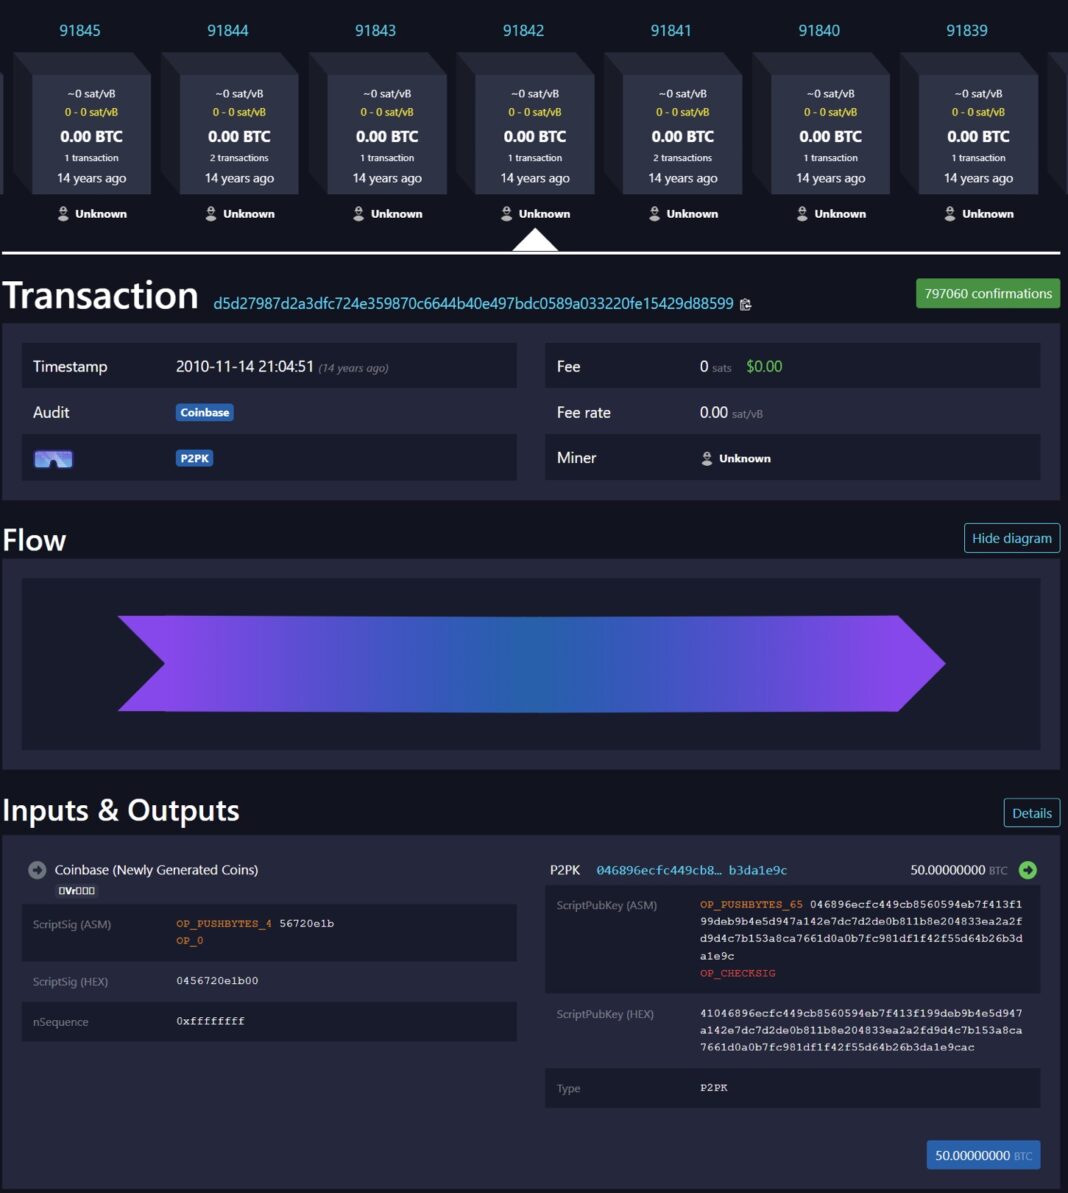 91845 91844 91843 91842 91841 91840 91839
~0 sat/vB ~0 sat/vB ~0 sat/vB ~0 sat/vB ~0 sat/vB ~0 sat/vB ~0 sat/vB
0 - 0 sat/vB 0 - 0 sat/vB 0 - 0 sat/vB 0 - 0 sat/vB 0 - 0 sat/vB 0 - 0 sat/vB 0 - 0 sat/vB
0.00 BTC 0.00 BTC 0.00 BTC 0.00 BTC 0.00 BTC 0.00 BTC 0.00 BTC
1 transaction 2 transactions 1 transaction 1 transaction 2 transactions 1 transaction 1 transaction
14 years ago 14 years ago 14 years ago 14 years ago 14 years ago 14 years ago 14 years ago
Unknown Unknown Unknown Unknown Unknown Unknown Unknown
Transaction d5d27987d2a3dfc724e359870c6644b40e497bdc0589a033220fe15429d88599 797060 confirmations
Timestamp 2010-11-14 21:04:51 (14 years ago)
Audit Coinbase
P2PK
Fee 0 sats $0.00
Fee rate 0.00 sat/vB
Miner Unknown
Flow Hide diagram
Inputs & Outputs Details
Coinbase (Newly Generated Coins)
▯Vr▯▯▯
ScriptSig (ASM) OP_PUSHBYTES_4 56720e1b
OP_0
ScriptSig (HEX) 0456720e1b00
nSequence 0xffffffff
P2PK 046896ecfc449cb8… b3da1e9c 50.00000000 BTC
ScriptPubKey (ASM) OP_PUSHBYTES_65 046896ecfc449cb8560594eb7f413f1
99deb9b4e5d947a142e7dc7d2de0b811b8e204833ea2a2f
d9d4c7b153a8ca7661d0a0b7fc981df1f42f55d64b26b3d
a1e9c
OP_CHECKSIG
ScriptPubKey (HEX) 41046896ecfc449cb8560594eb7f413f199deb9b4e5d947
a142e7dc7d2de0b811b8e204833ea2a2fd9d4c7b153a8ca
7661d0a0b7fc981df1f42f55d64b26b3da1e9cac
Type P2PK
50.00000000 BTC